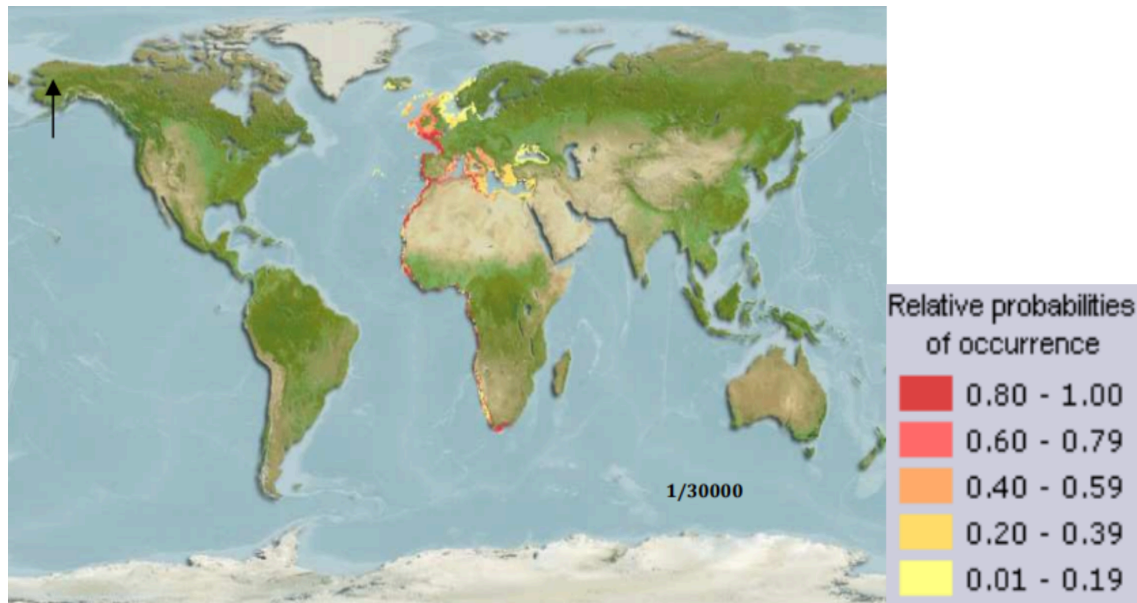 1/30000
Relative probabilities
of occurrence
0.80 - 1.00
0.60 - 0.79
0.40 - 0.59
0.20 - 0.39
0.01 - 0.19